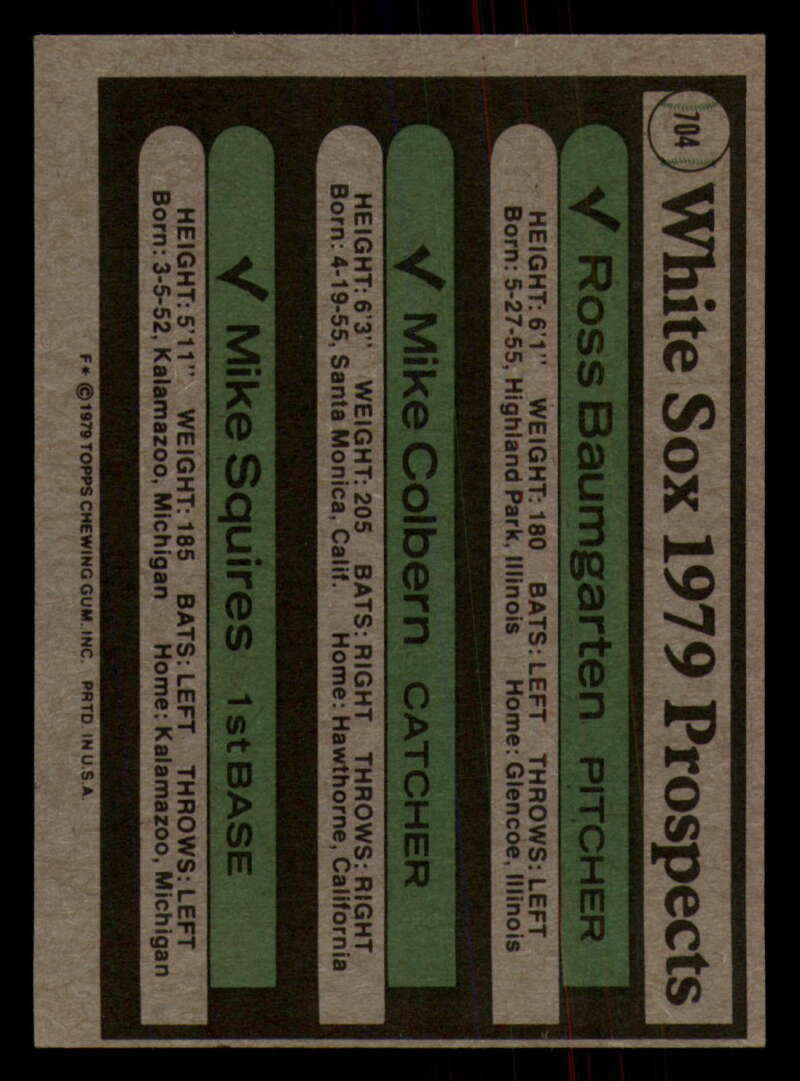 704
White Sox 1979 Prospects
Ross Baumgarten PITCHER
HEIGHT: 6'1" WEIGHT: 180 BATS: LEFT THROWS: LEFT
Born: 5-27-55, Highland Park, Illinois Home: Glencoe, Illinois
Mike Colbern CATCHER
HEIGHT: 6'3" WEIGHT: 205 BATS: RIGHT THROWS: RIGHT
Born: 4-19-55, Santa Monica, Calif. Home: Hawthorne, California
Mike Squires 1st BASE
HEIGHT: 5'11" WEIGHT: 185 BATS: LEFT THROWS: LEFT
Born: 3-5-52, Kalamazoo, Michigan Home: Kalamazoo, Michigan
F* © 1979 TOPPS CHEWING GUM, INC. PRTD. IN U.S.A.